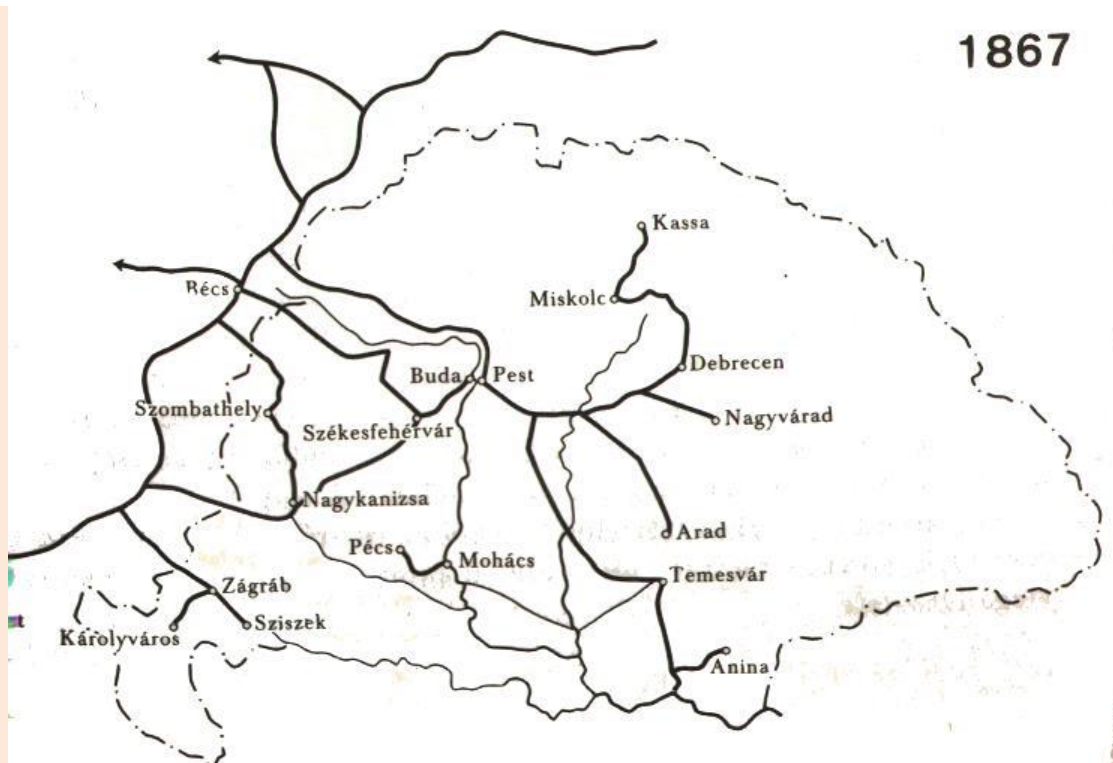 1867
Kassa
Bécs
Miskolc
Buda
Pest
Debrecen
Szombathely
Székesfehérvár
Nagyvárad
Nagykanizsa
Pécs
Mohács
Arad
Temesvár
Zágráb
Károlyváros
Sziszek
Anina
t